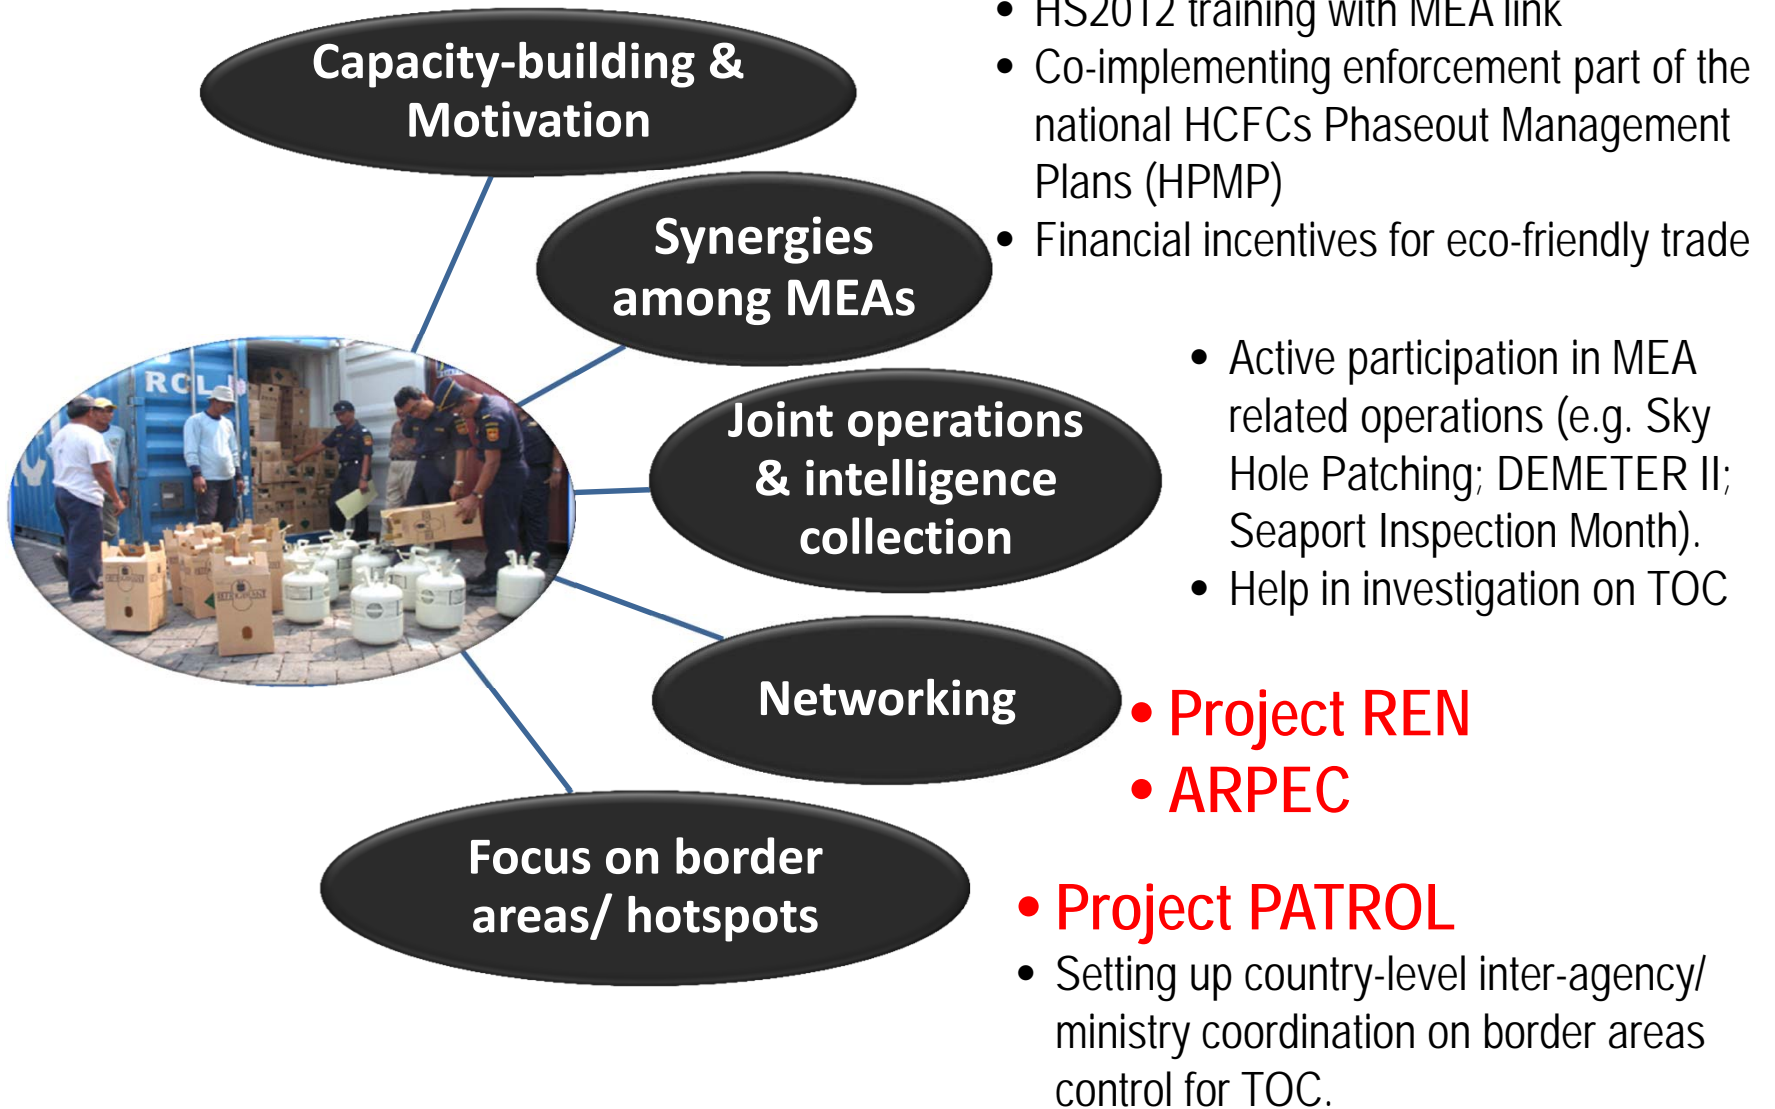 • HS2012 training with MEA link
Capacity-building &
Motivation
• Co-implementing enforcement part of the
national HCFCs Phaseout Management
Plans (HPMP)
• Financial incentives for eco-friendly trade
Synergies
among MEAs
• Active participation in MEA
related operations (e.g. Sky
Hole Patching; DEMETER II;
Seaport Inspection Month).
• Help in investigation on TOC
Joint operations
& intelligence
collection
RCL
REFRIGERANT
REFRIGERANT
Networking
• Project REN
• ARPEC
Focus on border
areas/ hotspots
• Project PATROL
• Setting up country-level inter-agency/
ministry coordination on border areas
control for TOC.